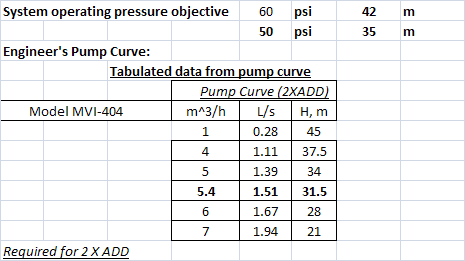 System operating pressure objective 60 psi 42 m
50 psi 35 m
Engineer's Pump Curve:
Tabulated data from pump curve
Pump Curve (2XADD)
Model MVI-404 m^3/h L/s H, m
1 0.28 45
4 1.11 37.5
5 1.39 34
5.4 1.51 31.5
6 1.67 28
7 1.94 21
Required for 2 X ADD